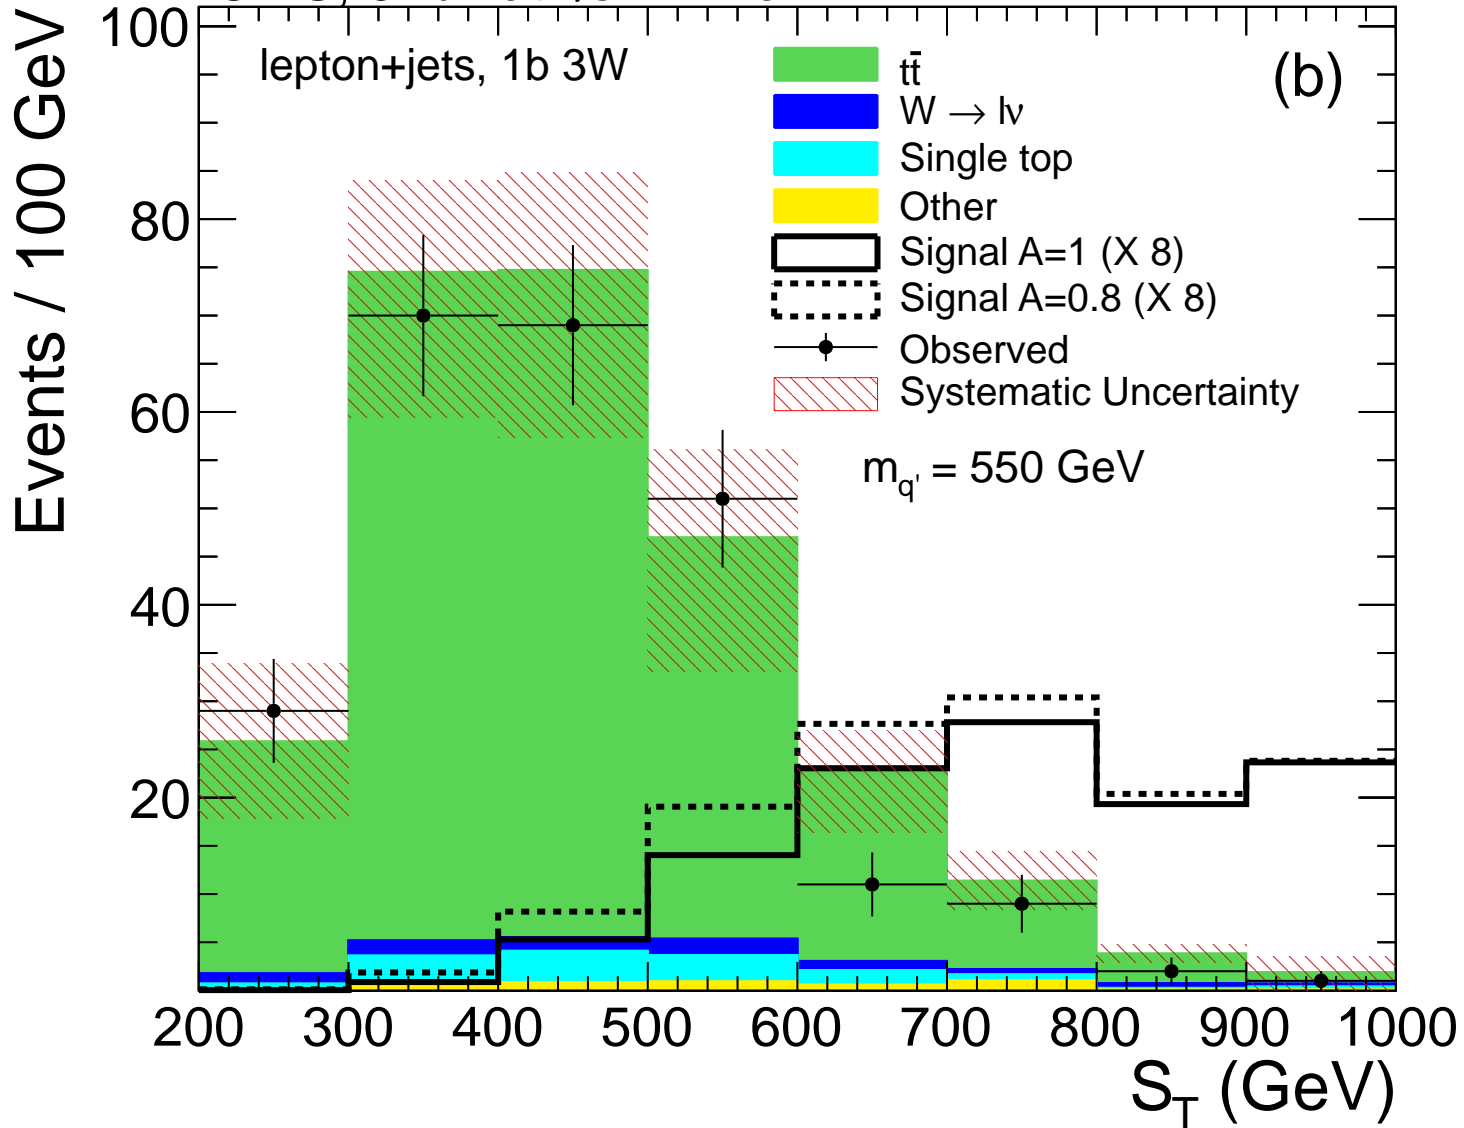 100
80
60
40
20
Events / 100 GeV
lepton+jets, 1b 3W
(b)
tt̄
W → lν
Single top
Other
Signal A=1 (X 8)
Signal A=0.8 (X 8)
Observed
Systematic Uncertainty
m_q' = 550 GeV
200 300 400 500 600 700 800 900 1000
S_T (GeV)